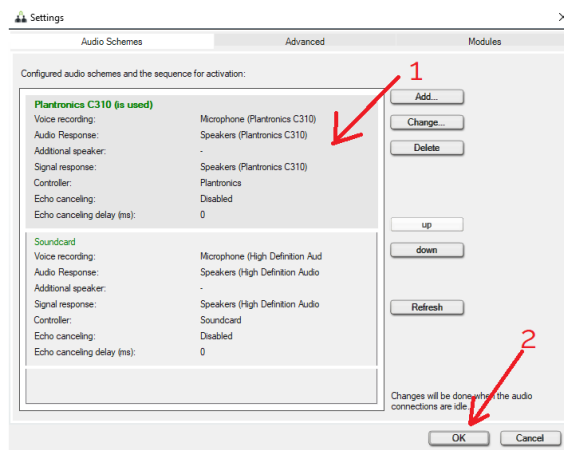 Settings
Audio Schemes Advanced Modules
Configured audio schemes and the sequence for activation:
1
Plantronics C310 (is used)
Voice recording: Microphone (Plantronics C310)
Audio Response: Speakers (Plantronics C310)
Additional speaker: -
Signal response: Speakers (Plantronics C310)
Controller: Plantronics
Echo canceling: Disabled
Echo canceling delay (ms): 0
Soundcard
Voice recording: Microphone (High Definition Aud
Audio Response: Speakers (High Definition Audio
Additional speaker: -
Signal response: Speakers (High Definition Audio
Controller: Soundcard
Echo canceling: Disabled
Echo canceling delay (ms): 0
Add...
Change...
Delete
up
down
Refresh
2
Changes will be done when the audio
connections are idle.
OK Cancel